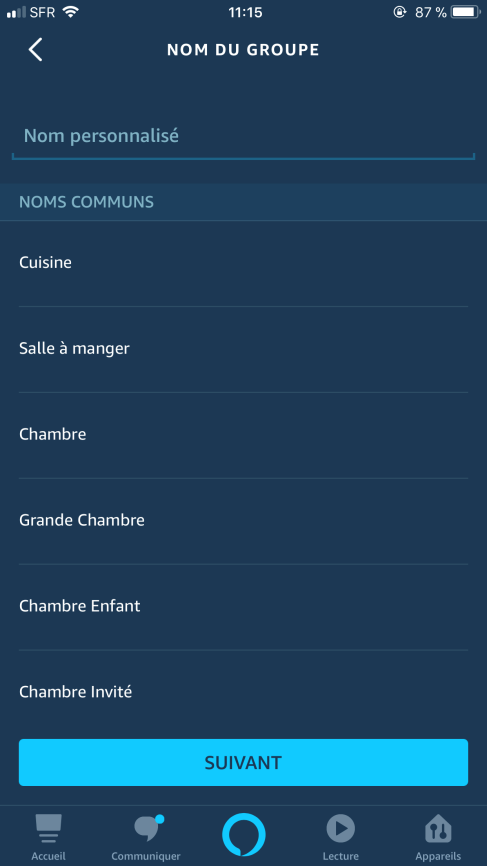 SFR 11:15 87 %
NOM DU GROUPE
Nom personnalisé
NOMS COMMUNS
Cuisine
Salle à manger
Chambre
Grande Chambre
Chambre Enfant
Chambre Invité
SUIVANT
Accueil Communiquer Lecture Appareils